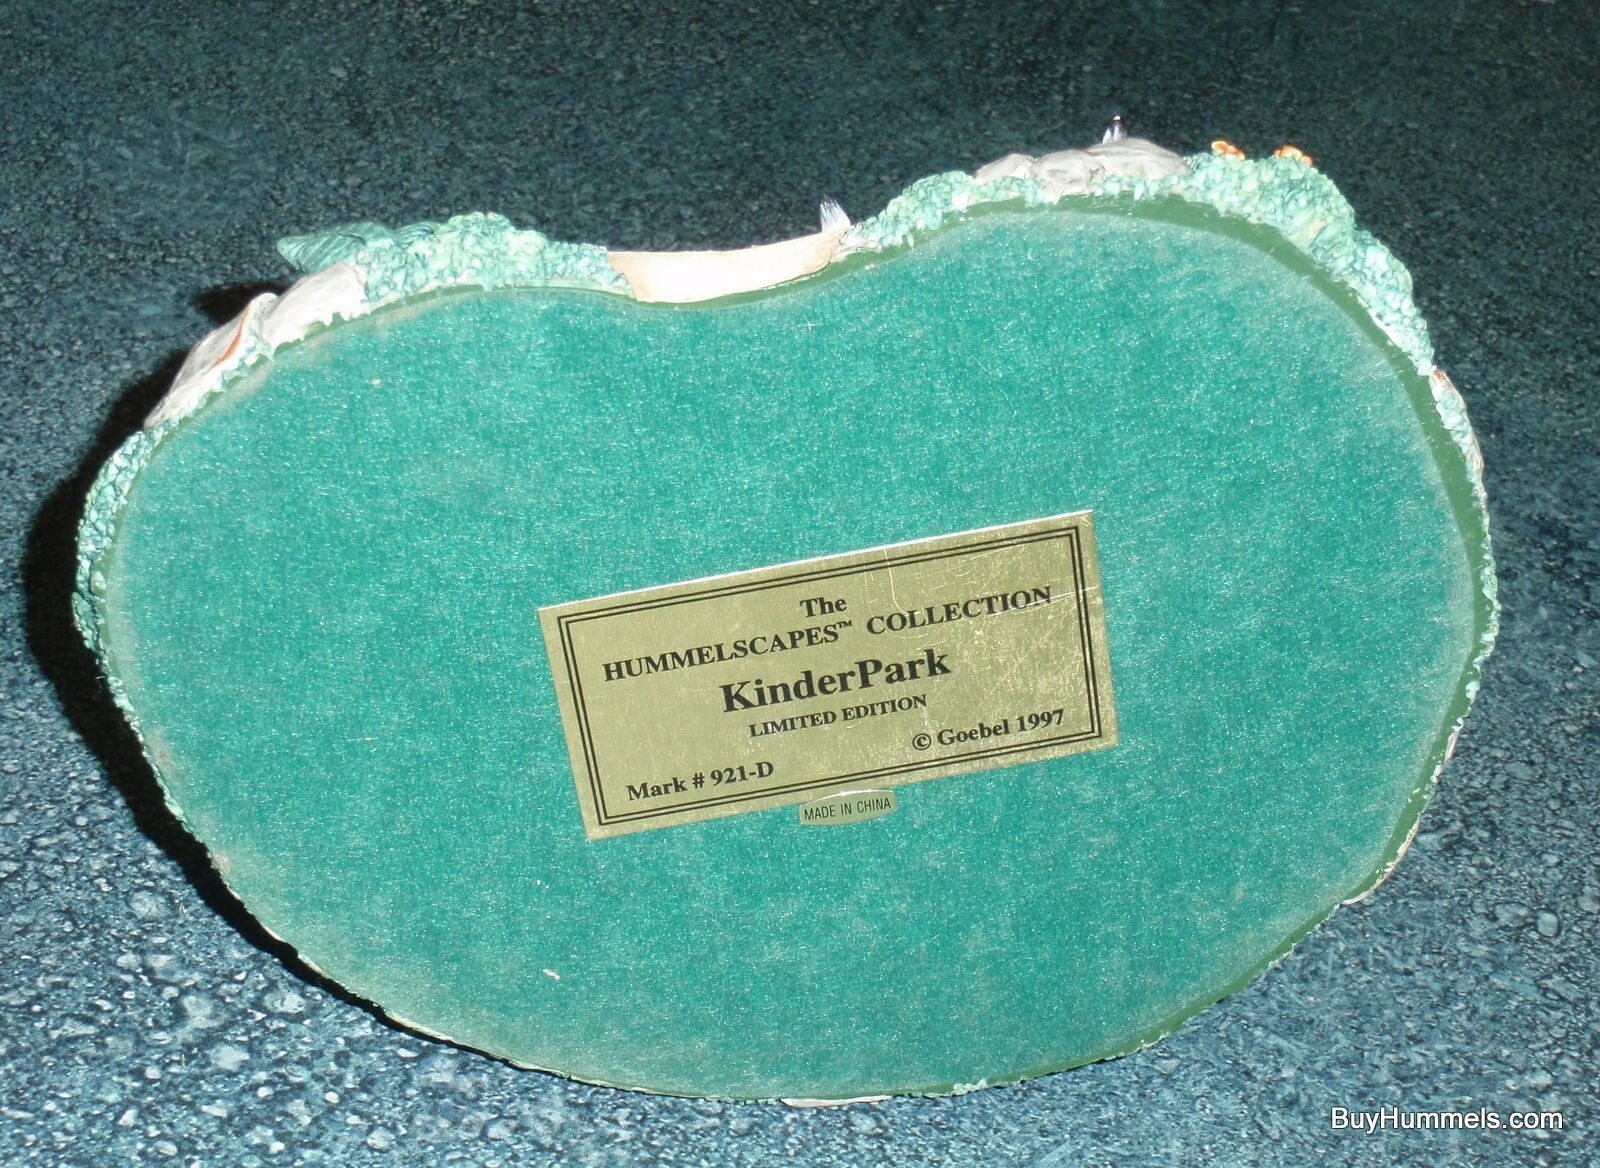 The
HUMMELSCAPES™ COLLECTION
KinderPark
LIMITED EDITION
© Goebel 1997
Mark # 921-D
MADE IN CHINA
BuyHummels.com